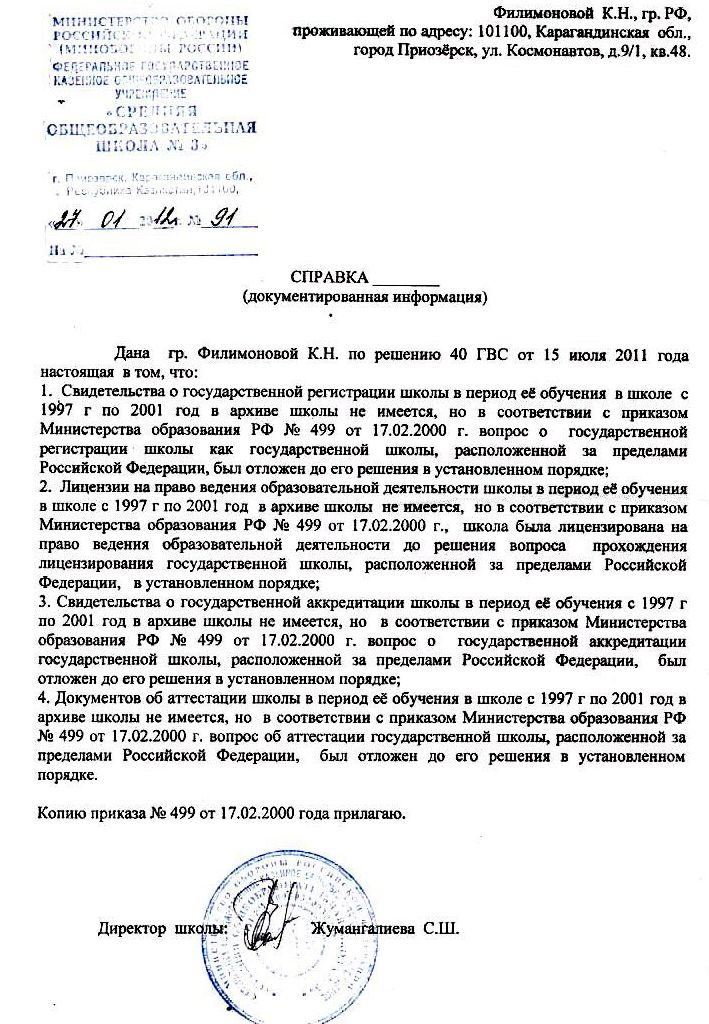 МИНИСТЕРСТВО ОБОРОНЫ
РОССИЙСКОЙ ФЕДЕРАЦИИ
(МИНОБОРОНЫ РОССИИ)
ФЕДЕРАЛЬНОЕ ГОСУДАРСТВЕННОЕ
КАЗЕННОЕ ОБЩЕОБРАЗОВАТЕЛЬНОЕ
УЧРЕЖДЕНИЕ
«СРЕДНЯЯ
ОБЩЕОБРАЗОВАТЕЛЬНАЯ
ШКОЛА № 3»
г. Приозерск, Карагандинская обл.,
Республика Казахстан, 101100,
«27» 01 2012г. № 91
На №
Филимоновой К.Н., гр. РФ,
проживающей по адресу: 101100, Карагандинская обл.,
город Приозёрск, ул. Космонавтов, д.9/1, кв.48.
СПРАВКА ________
(документированная информация)
Дана гр. Филимоновой К.Н. по решению 40 ГВС от 15 июля 2011 года
настоящая в том, что:
1. Свидетельства о государственной регистрации школы в период её обучения в школе с
1997 г по 2001 год в архиве школы не имеется, но в соответствии с приказом
Министерства образования РФ № 499 от 17.02.2000 г. вопрос о государственной
регистрации школы как государственной школы, расположенной за пределами
Российской Федерации, был отложен до его решения в установленном порядке;
2. Лицензии на право ведения образовательной деятельности школы в период её обучения
в школе с 1997 г по 2001 год в архиве школы не имеется, но в соответствии с приказом
Министерства образования РФ № 499 от 17.02.2000 г., школа была лицензирована на
право ведения образовательной деятельности до решения вопроса прохождения
лицензирования государственной школы, расположенной за пределами Российской
Федерации, в установленном порядке;
3. Свидетельства о государственной аккредитации школы в период её обучения с 1997 г
по 2001 год в архиве школы не имеется, но в соответствии с приказом Министерства
образования РФ № 499 от 17.02.2000 г. вопрос о государственной аккредитации
государственной школы, расположенной за пределами Российской Федерации, был
отложен до его решения в установленном порядке;
4. Документов об аттестации школы в период её обучения в школе с 1997 г по 2001 год в
архиве школы не имеется, но в соответствии с приказом Министерства образования РФ
№ 499 от 17.02.2000 г. вопрос об аттестации государственной школы, расположенной за
пределами Российской Федерации, был отложен до его решения в установленном
порядке.
Копию приказа № 499 от 17.02.2000 года прилагаю.
Директор школы: Жумангалиева С.Ш.